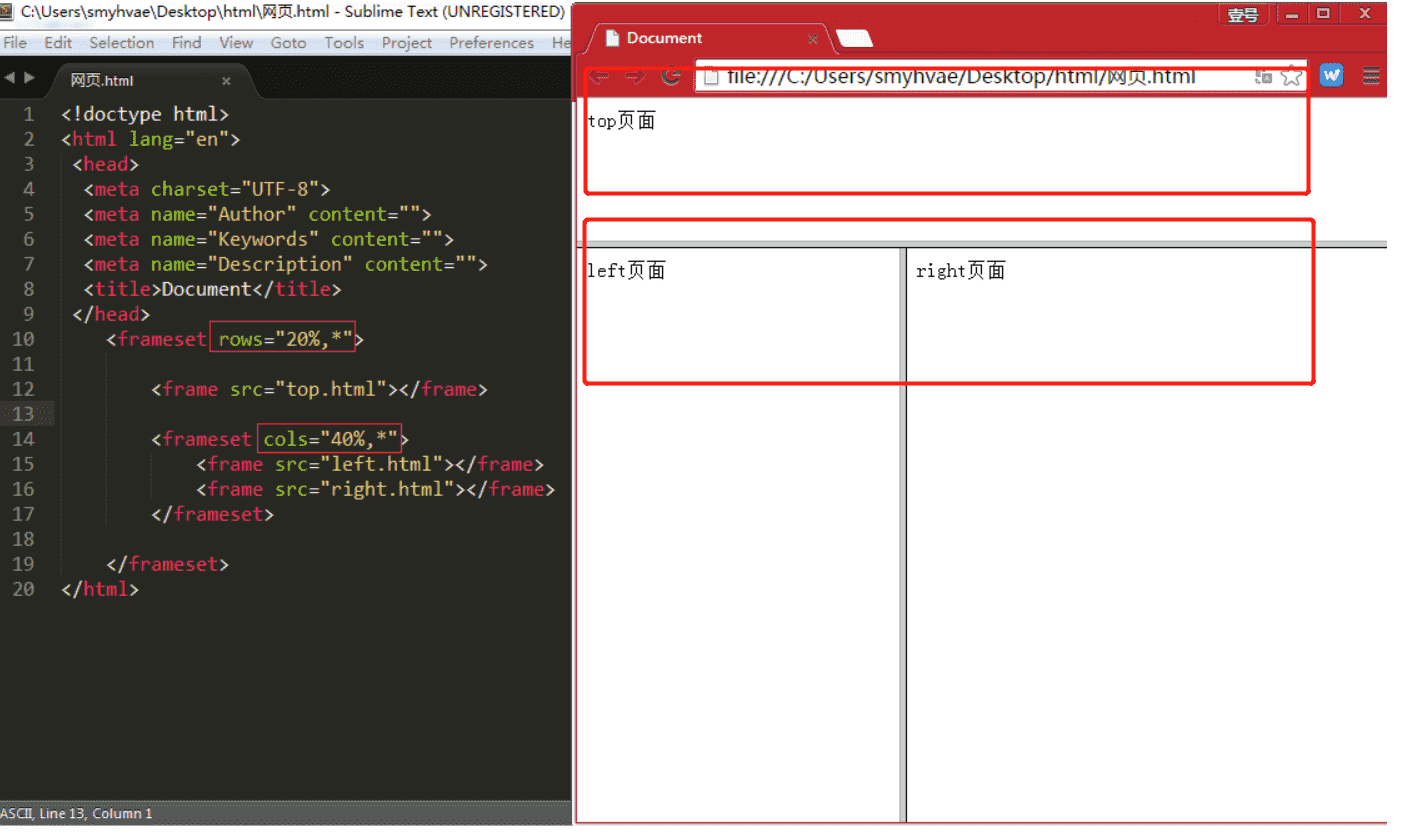 C:\Users\smyhvae\Desktop\html\网页.html - Sublime Text (UNREGISTERED)
File Edit Selection Find View Goto Tools Project Preferences He
网页.html ×
1 <!doctype html>
2 <html lang="en">
3 <head>
4 <meta charset="UTF-8">
5 <meta name="Author" content="">
6 <meta name="Keywords" content="">
7 <meta name="Description" content="">
8 <title>Document</title>
9 </head>
10 <frameset rows="20%,*">
11
12 <frame src="top.html"></frame>
13
14 <frameset cols="40%,*">
15 <frame src="left.html"></frame>
16 <frame src="right.html"></frame>
17 </frameset>
18
19 </frameset>
20 </html>
ASCII, Line 13, Column 1
壹号
Document ×
file:///C:/Users/smyhvae/Desktop/html/网页.html
top页面
left页面
right页面